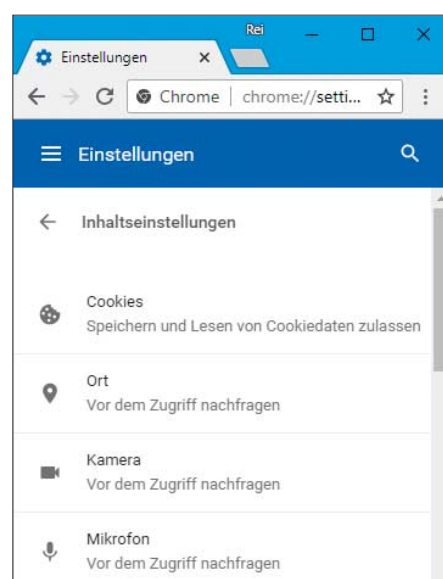 Rei
Einstellungen
Chrome | chrome://setti...
Einstellungen
Inhaltseinstellungen
Cookies
Speichern und Lesen von Cookiedaten zulassen
Ort
Vor dem Zugriff nachfragen
Kamera
Vor dem Zugriff nachfragen
Mikrofon
Vor dem Zugriff nachfragen